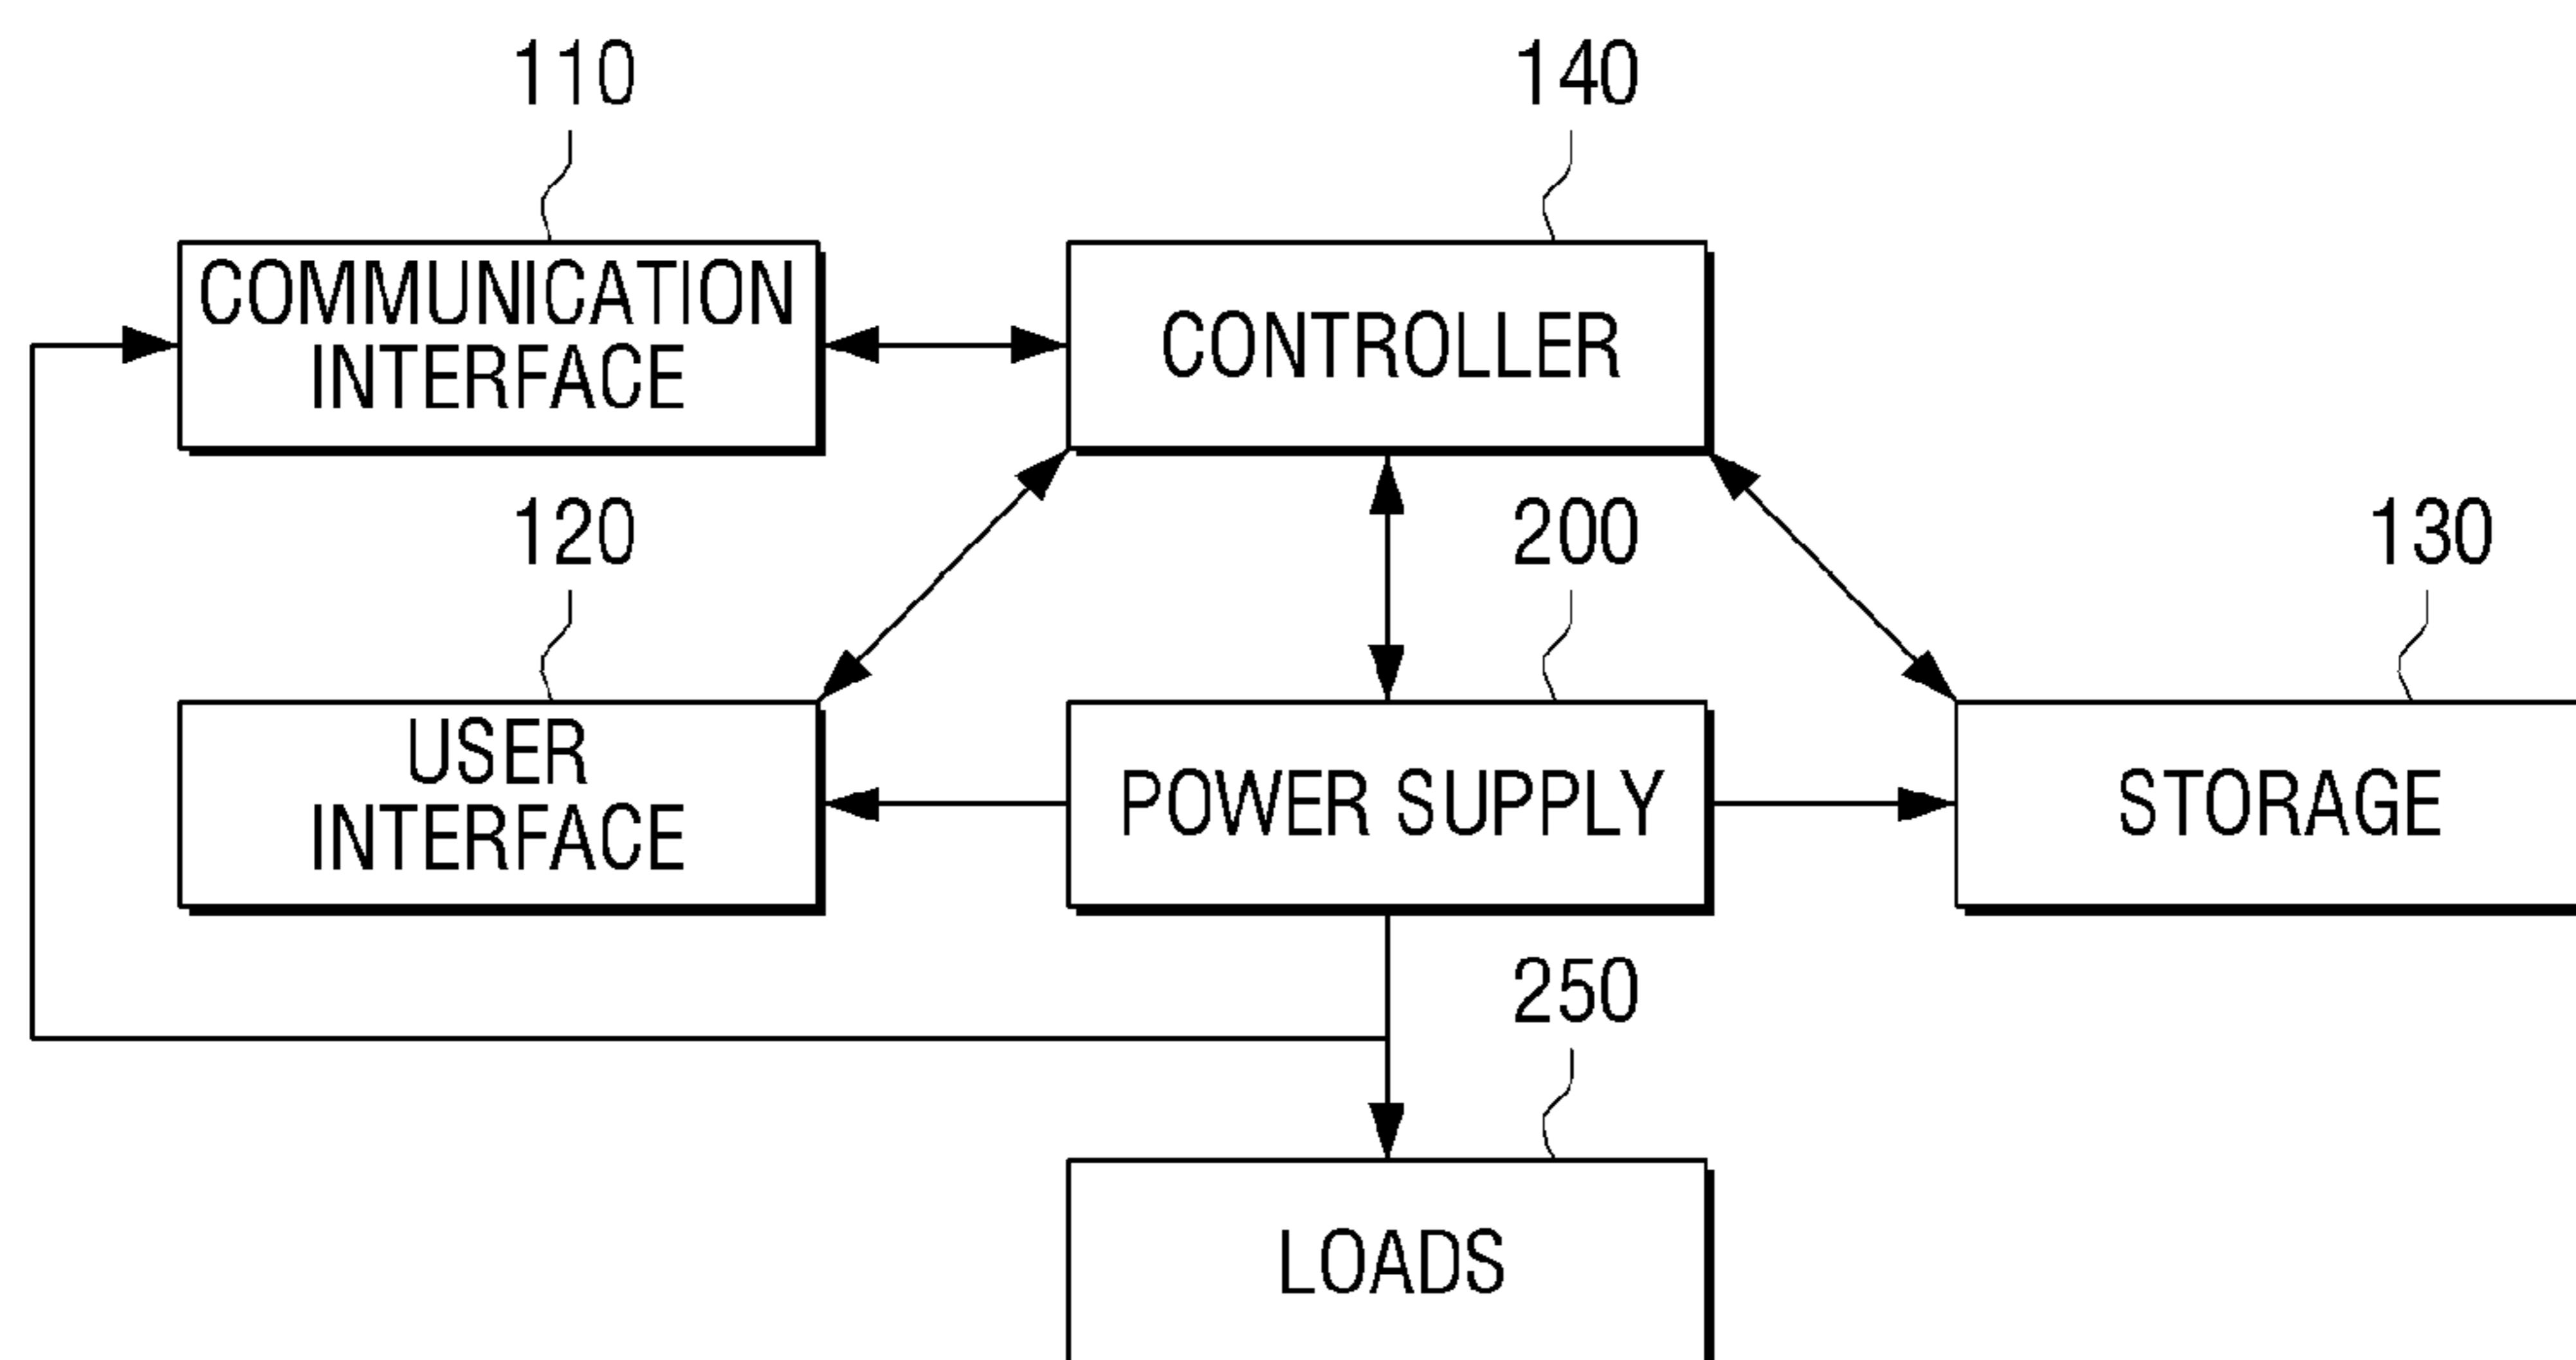 110
140
COMMUNICATION
INTERFACE
CONTROLLER
120
200
130
USER
INTERFACE
POWER SUPPLY
STORAGE
250
LOADS